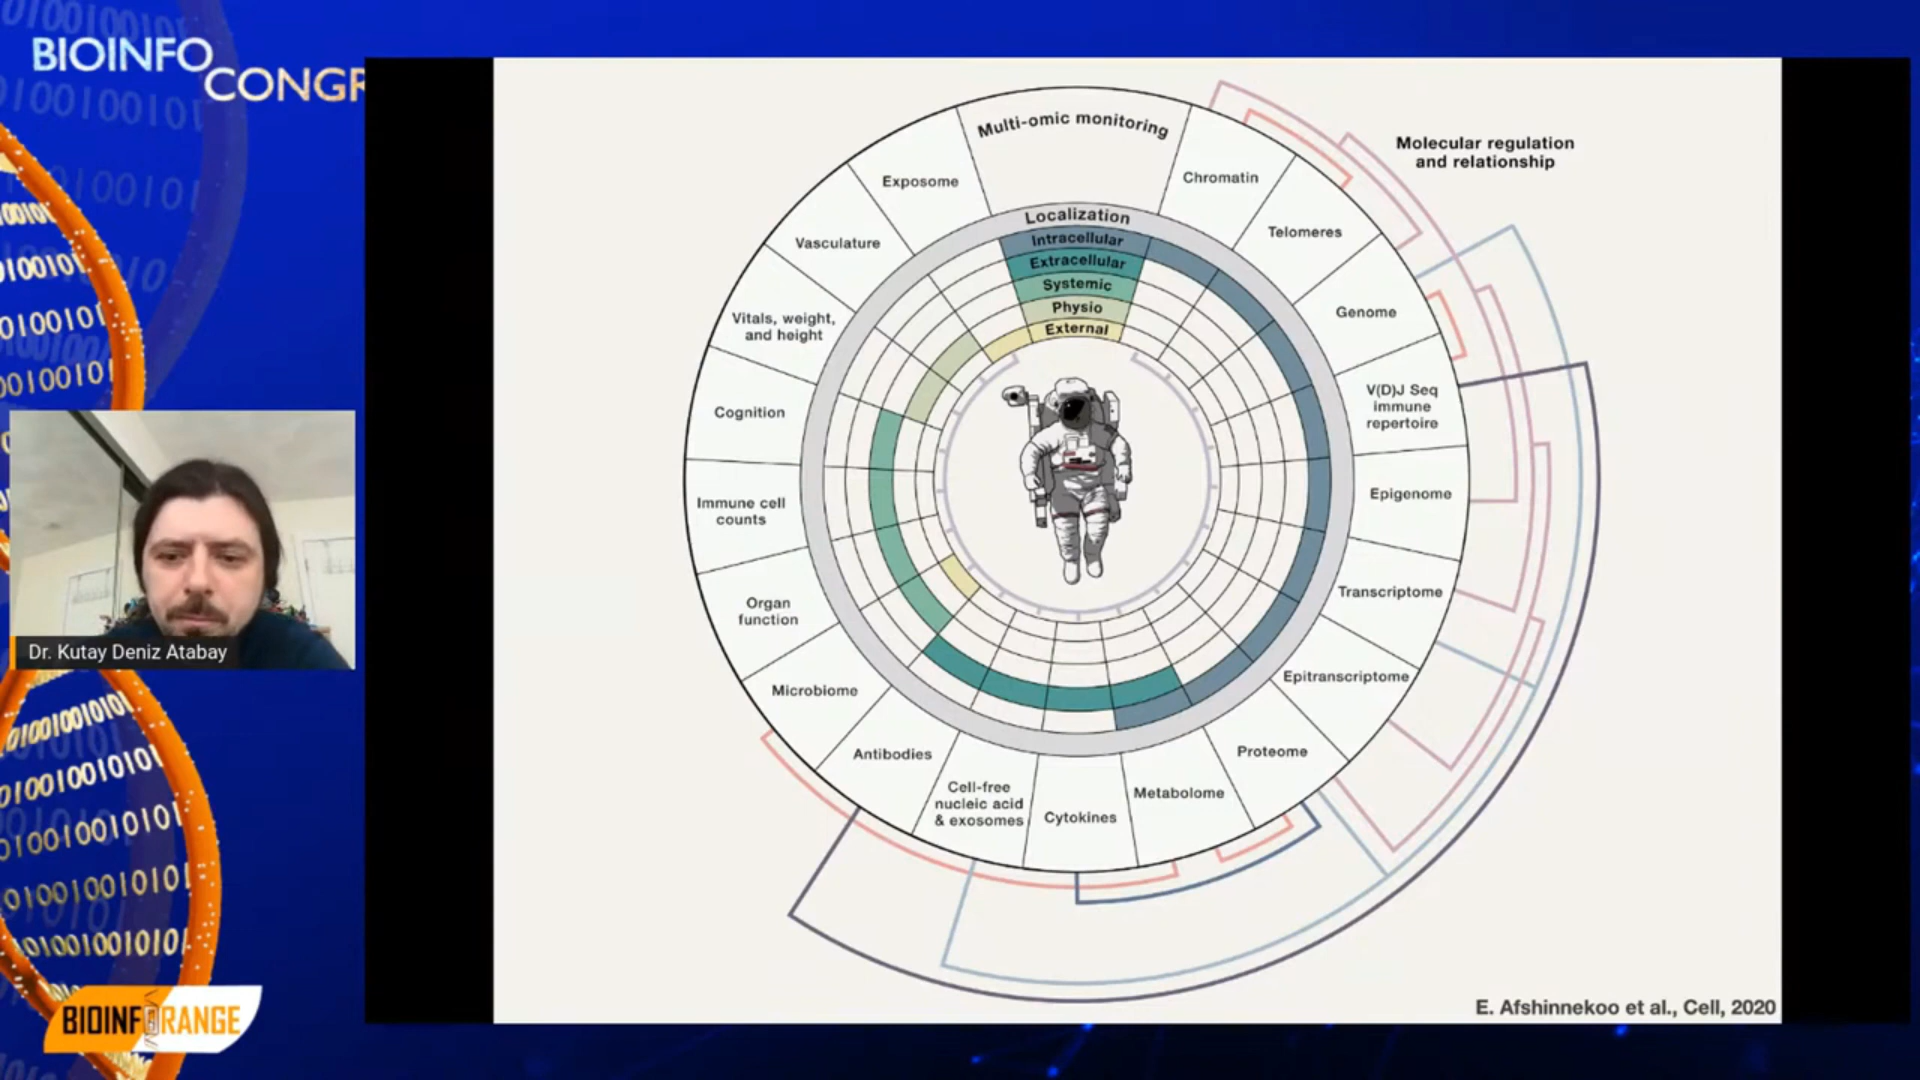 BIOINFO
CONGR
Dr. Kutay Deniz Atabay
BIOINFORANGE
Multi-omic monitoring
Localization
Intracellular
Extracellular
Systemic
Physio
External
Chromatin
Telomeres
Genome
V(D)J Seq
immune
repertoire
Epigenome
Transcriptome
Epitranscriptome
Proteome
Metabolome
Cytokines
Cell-free
nucleic acid
& exosomes
Antibodies
Microbiome
Organ
function
Immune cell
counts
Cognition
Vitals, weight,
and height
Vasculature
Exposome
Molecular regulation
and relationship
E. Afshinnekoo et al., Cell, 2020